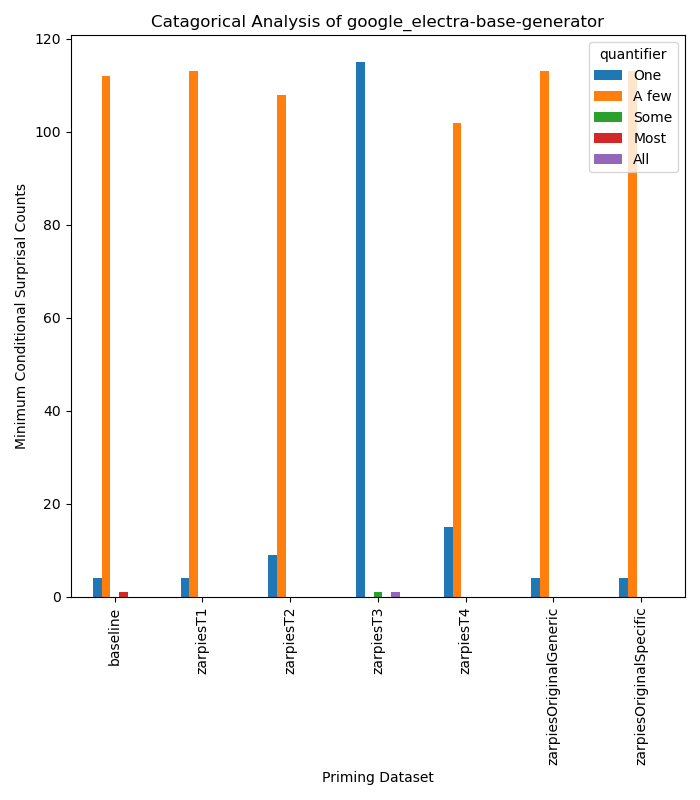 Catagorical Analysis of google_electra-base-generator
Minimum Conditional Surprisal Counts
120
100
80
60
40
20
0
quantifier
One
A few
Some
Most
All
baseline
zarpiesT1
zarpiesT2
zarpiesT3
zarpiesT4
zarpiesOriginalGeneric
zarpiesOriginalSpecific
Priming Dataset